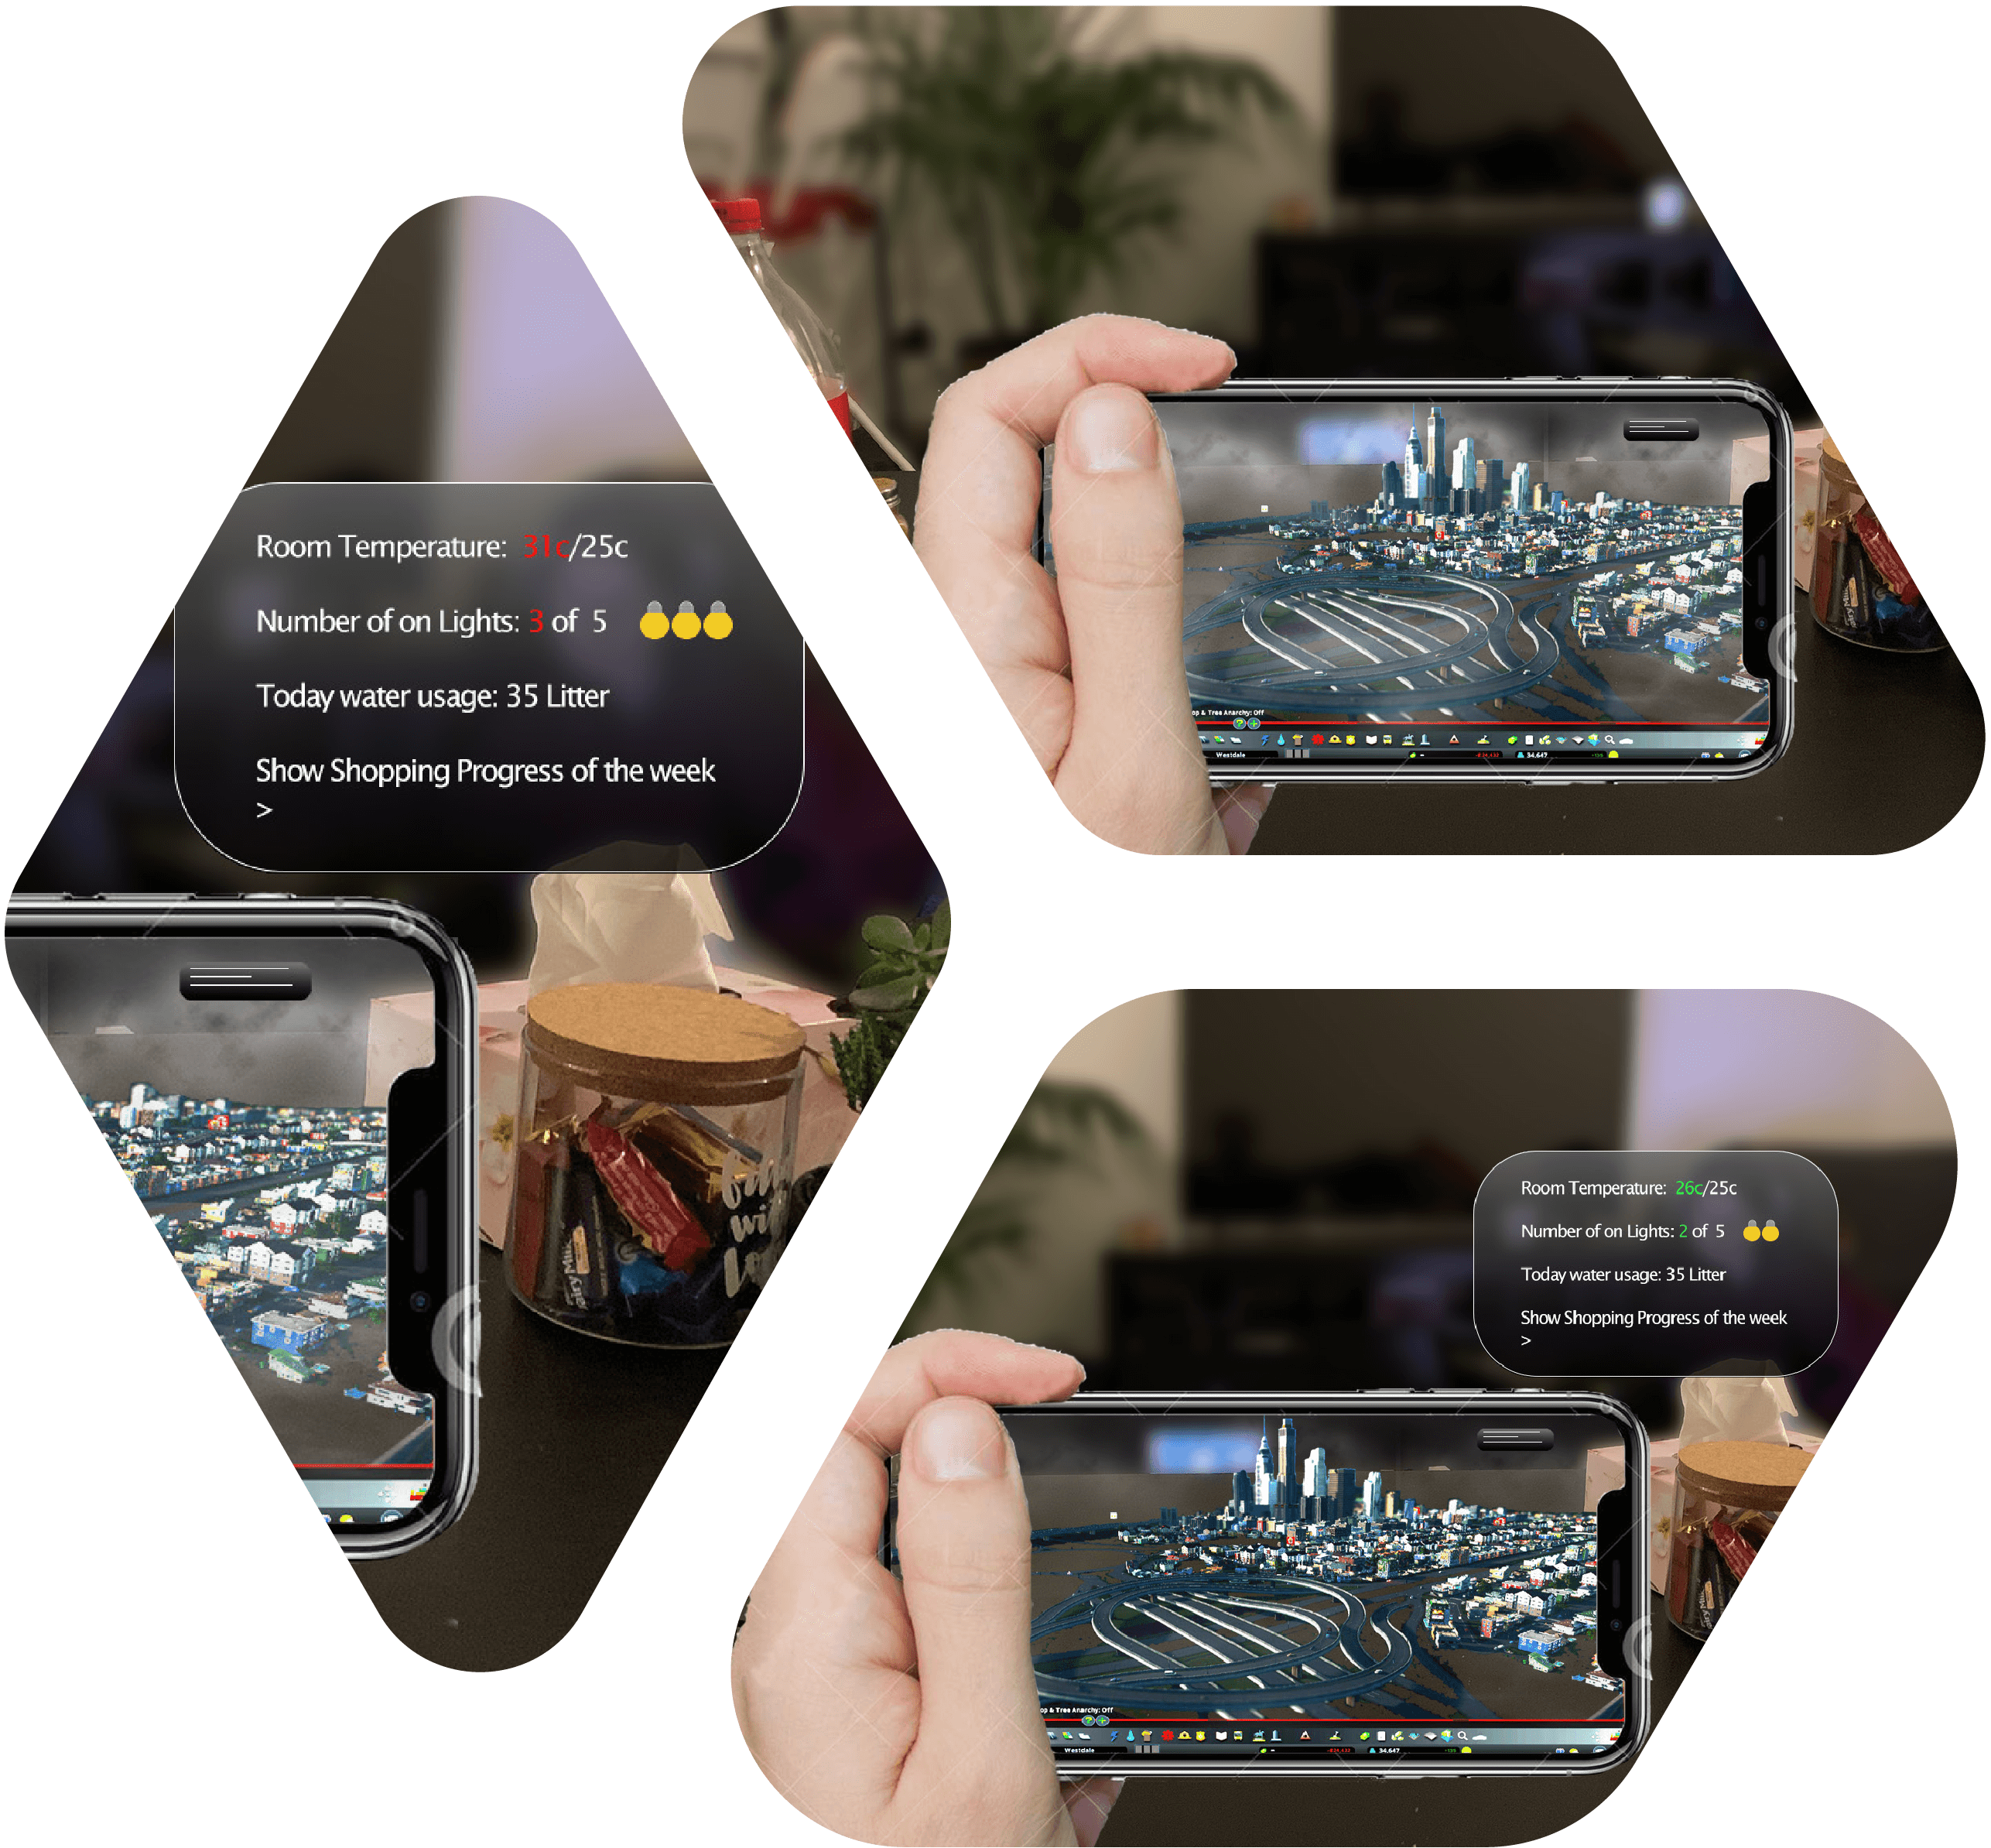 Room Temperature: 31c/25c
Number of on Lights: 3 of 5
Today water usage: 35 Litter
Show Shopping Progress of the week
>
op & Tree Anarchy: Off
Westdale
34,647
Room Temperature: 26c/25c
Number of on Lights: 2 of 5
Today water usage: 35 Litter
Show Shopping Progress of the week
>
op & Tree Anarchy: Off
Westdale
34,647